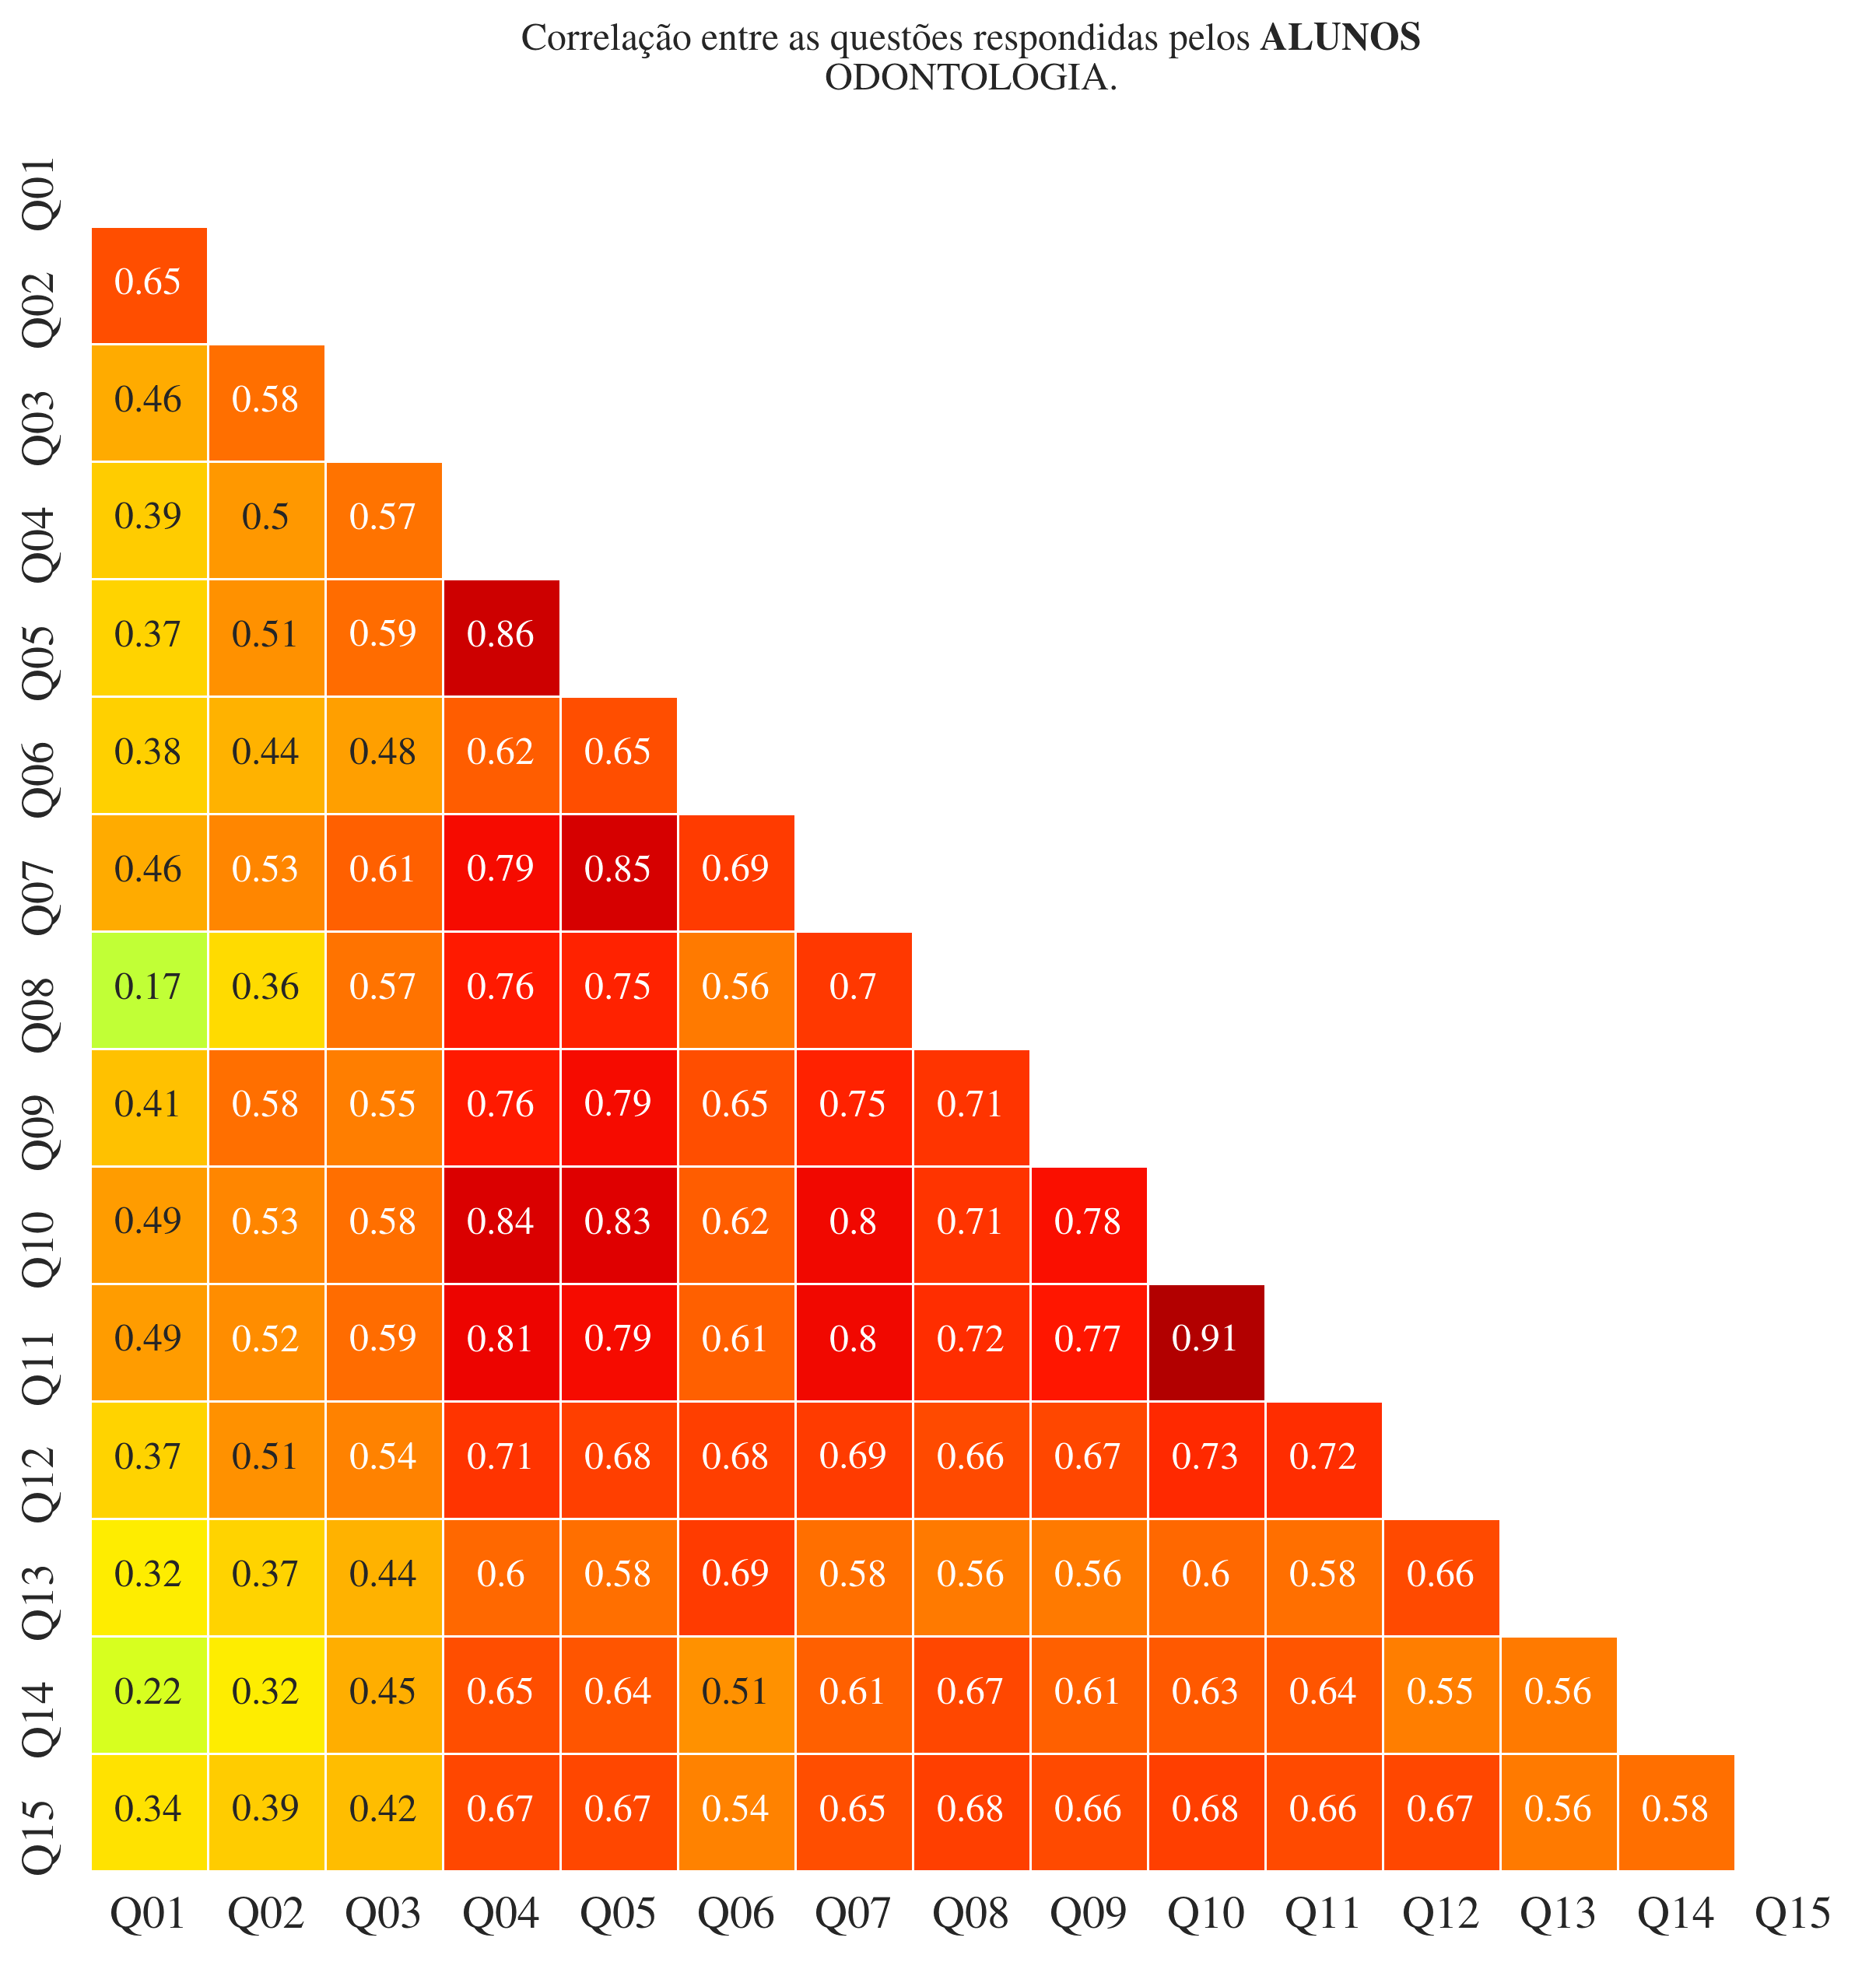 Correlação entre as questões respondidas pelos ALUNOS
ODONTOLOGIA.
Q01
Q02 0.65
Q03 0.46 0.58
Q04 0.39 0.5 0.57
Q05 0.37 0.51 0.59 0.86
Q06 0.38 0.44 0.48 0.62 0.65
Q07 0.46 0.53 0.61 0.79 0.85 0.69
Q08 0.17 0.36 0.57 0.76 0.75 0.56 0.7
Q09 0.41 0.58 0.55 0.76 0.79 0.65 0.75 0.71
Q10 0.49 0.53 0.58 0.84 0.83 0.62 0.8 0.71 0.78
Q11 0.49 0.52 0.59 0.81 0.79 0.61 0.8 0.72 0.77 0.91
Q12 0.37 0.51 0.54 0.71 0.68 0.68 0.69 0.66 0.67 0.73 0.72
Q13 0.32 0.37 0.44 0.6 0.58 0.69 0.58 0.56 0.56 0.6 0.58 0.66
Q14 0.22 0.32 0.45 0.65 0.64 0.51 0.61 0.67 0.61 0.63 0.64 0.55 0.56
Q15 0.34 0.39 0.42 0.67 0.67 0.54 0.65 0.68 0.66 0.68 0.66 0.67 0.56 0.58
Q01 Q02 Q03 Q04 Q05 Q06 Q07 Q08 Q09 Q10 Q11 Q12 Q13 Q14 Q15